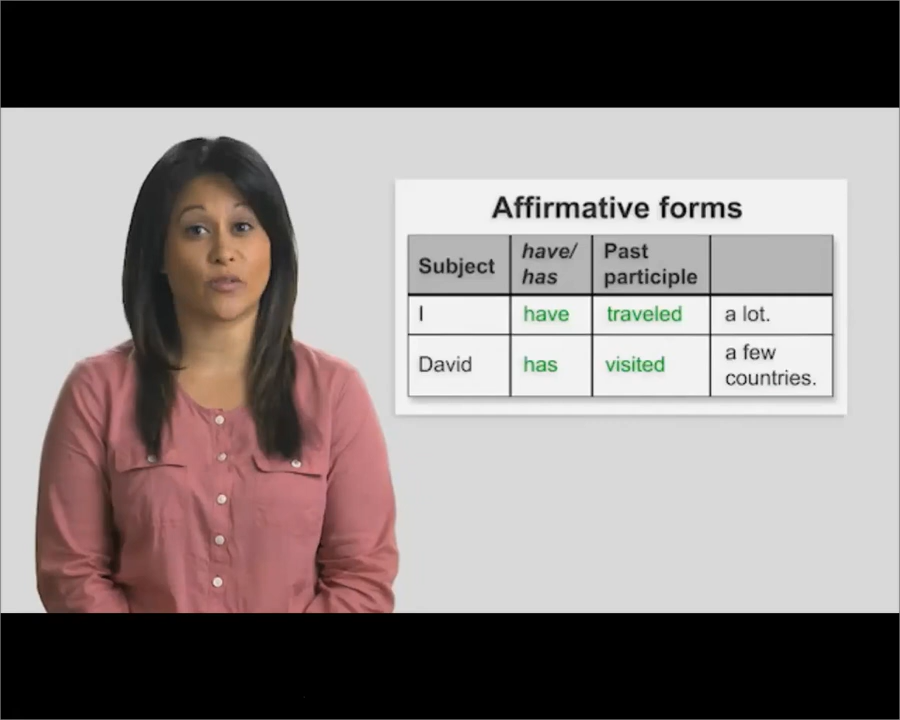 Affirmative forms
Subject have/ Past
has participle
I have traveled a lot.
David has visited a few
countries.